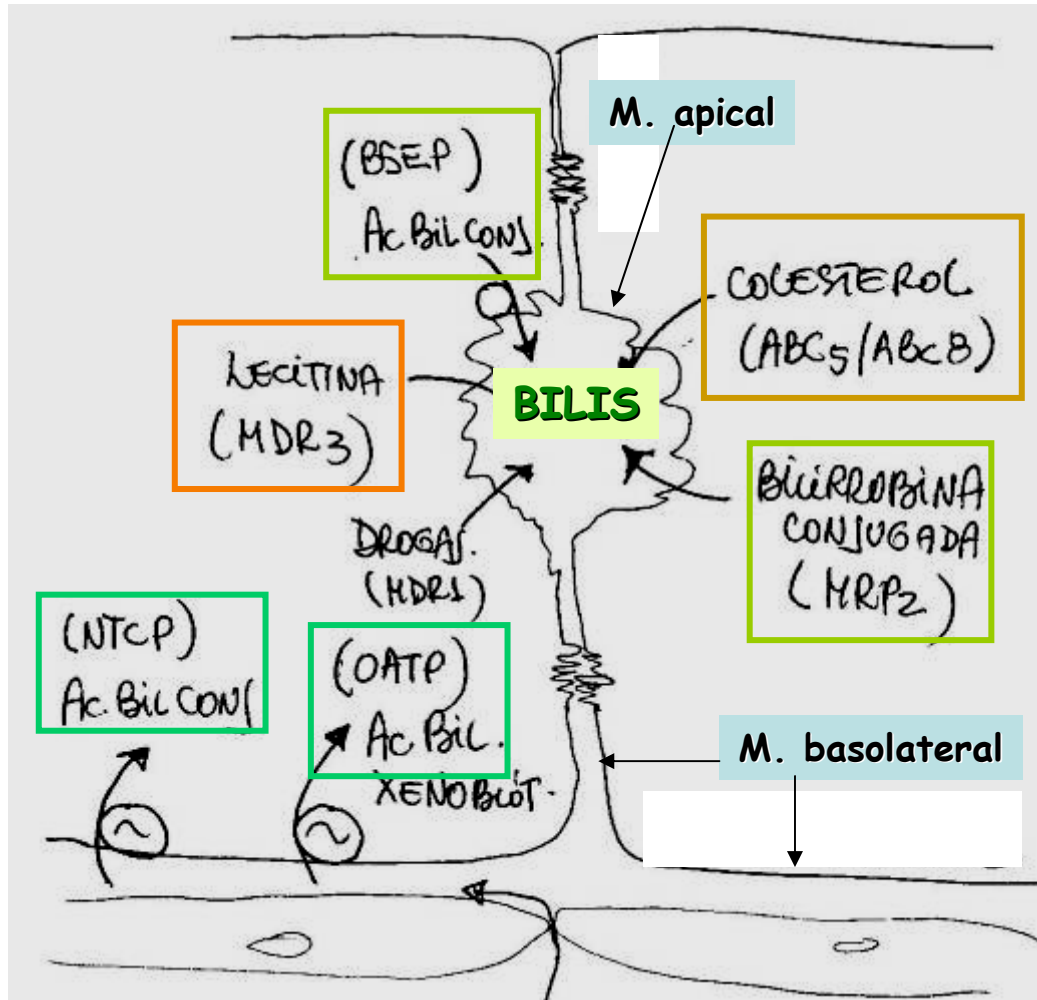 M. apical
(BSEP)
Ac BiL CONJ.
COLESTEROL
(ABC5/ABC8)
LECITINA
(MDR3)
BILIS
BILIRROBINA
CONJUGADA
(MRP2)
DROGAS.
(MDR1)
(NTCP)
Ac. BiL CONJ
(OATP)
Ac BiL.
XENOBIÓT.
M. basolateral